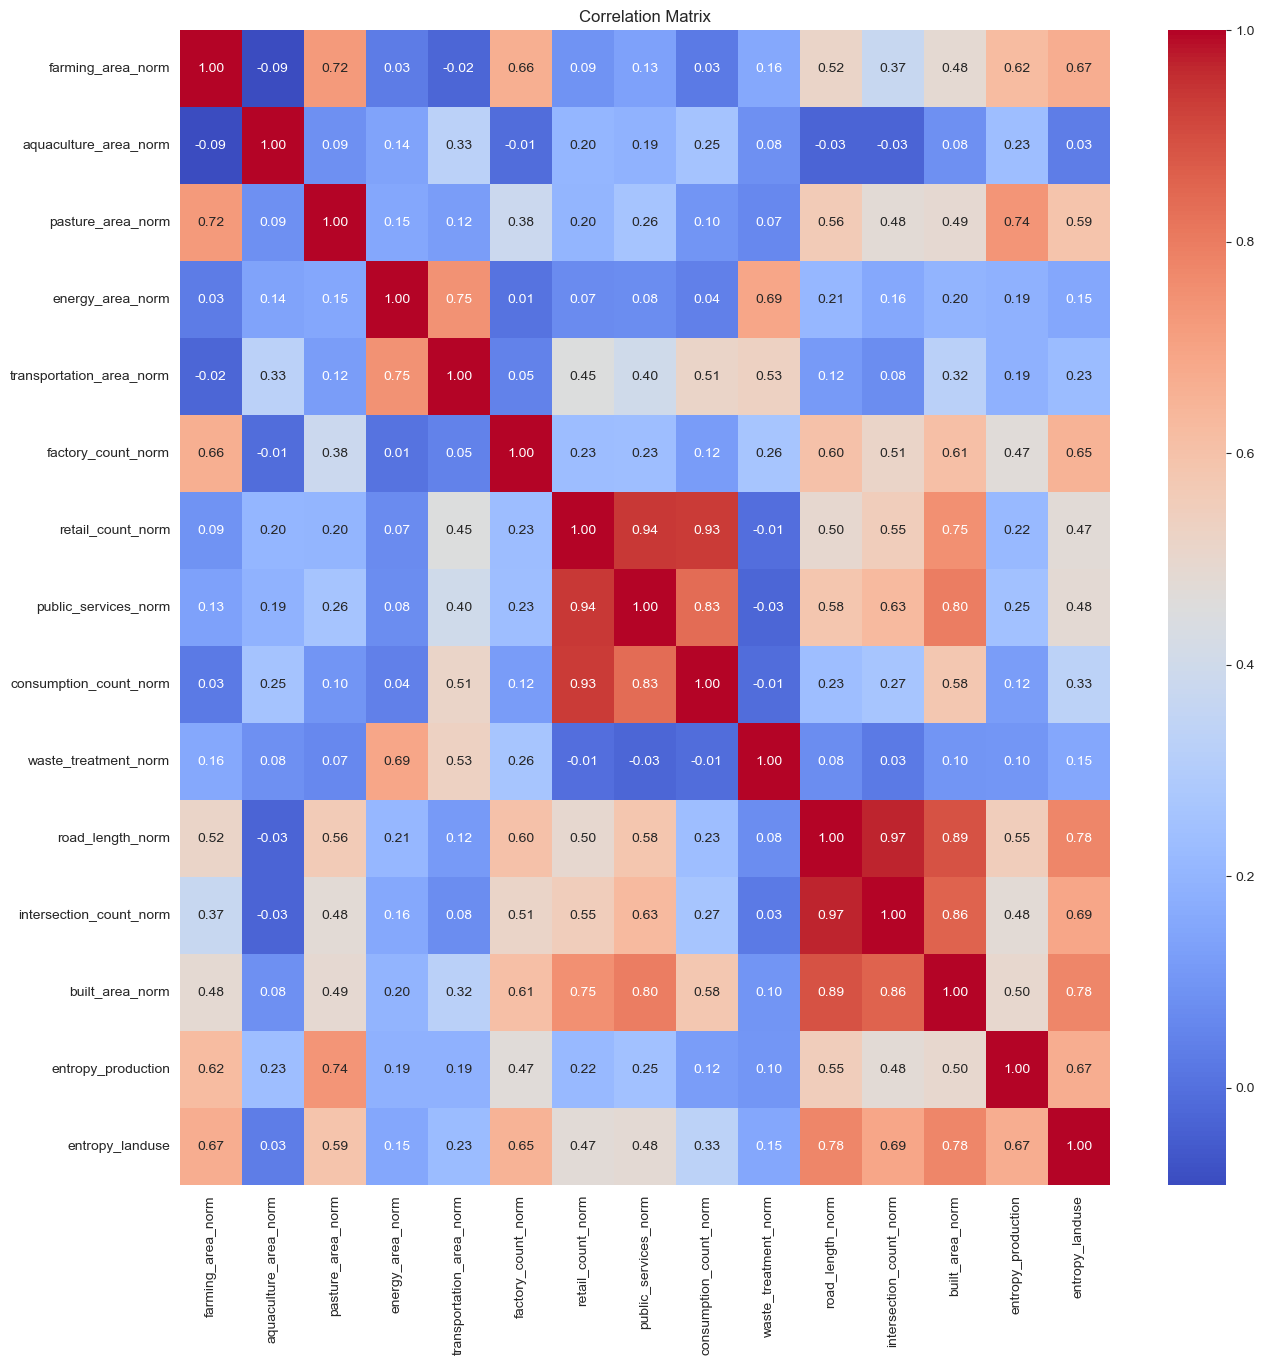 Correlation Matrix
farming_area_norm 1.00 -0.09 0.72 0.03 -0.02 0.66 0.09 0.13 0.03 0.16 0.52 0.37 0.48 0.62 0.67
aquaculture_area_norm -0.09 1.00 0.09 0.14 0.33 -0.01 0.20 0.19 0.25 0.08 -0.03 -0.03 0.08 0.23 0.03
pasture_area_norm 0.72 0.09 1.00 0.15 0.12 0.38 0.20 0.26 0.10 0.07 0.56 0.48 0.49 0.74 0.59
energy_area_norm 0.03 0.14 0.15 1.00 0.75 0.01 0.07 0.08 0.04 0.69 0.21 0.16 0.20 0.19 0.15
transportation_area_norm -0.02 0.33 0.12 0.75 1.00 0.05 0.45 0.40 0.51 0.53 0.12 0.08 0.32 0.19 0.23
factory_count_norm 0.66 -0.01 0.38 0.01 0.05 1.00 0.23 0.23 0.12 0.26 0.60 0.51 0.61 0.47 0.65
retail_count_norm 0.09 0.20 0.20 0.07 0.45 0.23 1.00 0.94 0.93 -0.01 0.50 0.55 0.75 0.22 0.47
public_services_norm 0.13 0.19 0.26 0.08 0.40 0.23 0.94 1.00 0.83 -0.03 0.58 0.63 0.80 0.25 0.48
consumption_count_norm 0.03 0.25 0.10 0.04 0.51 0.12 0.93 0.83 1.00 -0.01 0.23 0.27 0.58 0.12 0.33
waste_treatment_norm 0.16 0.08 0.07 0.69 0.53 0.26 -0.01 -0.03 -0.01 1.00 0.08 0.03 0.10 0.10 0.15
road_length_norm 0.52 -0.03 0.56 0.21 0.12 0.60 0.50 0.58 0.23 0.08 1.00 0.97 0.89 0.55 0.78
intersection_count_norm 0.37 -0.03 0.48 0.16 0.08 0.51 0.55 0.63 0.27 0.03 0.97 1.00 0.86 0.48 0.69
built_area_norm 0.48 0.08 0.49 0.20 0.32 0.61 0.75 0.80 0.58 0.10 0.89 0.86 1.00 0.50 0.78
entropy_production 0.62 0.23 0.74 0.19 0.19 0.47 0.22 0.25 0.12 0.10 0.55 0.48 0.50 1.00 0.67
entropy_landuse 0.67 0.03 0.59 0.15 0.23 0.65 0.47 0.48 0.33 0.15 0.78 0.69 0.78 0.67 1.00
farming_area_norm
aquaculture_area_norm
pasture_area_norm
energy_area_norm
transportation_area_norm
factory_count_norm
retail_count_norm
public_services_norm
consumption_count_norm
waste_treatment_norm
road_length_norm
intersection_count_norm
built_area_norm
entropy_production
entropy_landuse
1.0
0.8
0.6
0.4
0.2
0.0